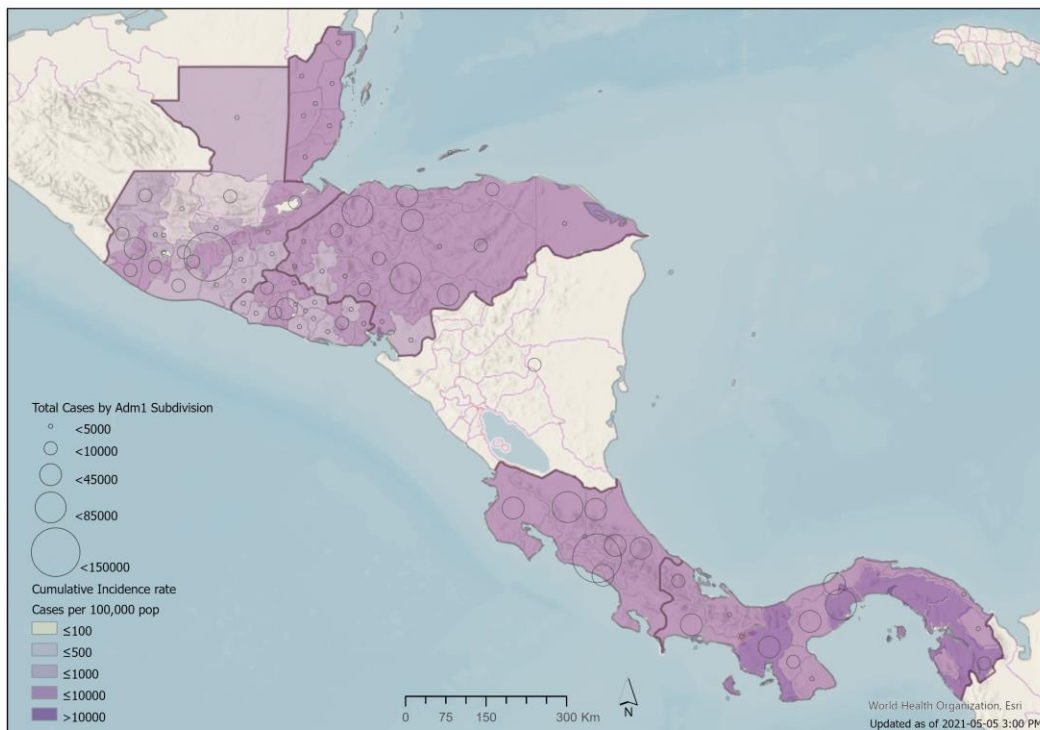 Total Cases by Adm1 Subdivision
<5000
<10000
<45000
<85000
<150000
Cumulative Incidence rate
Cases per 100,000 pop
≤100
≤500
≤1000
≤10000
>10000
0 75 150 300 Km
N
World Health Organization, Esri
Updated as of 2021-05-05 3:00 PM